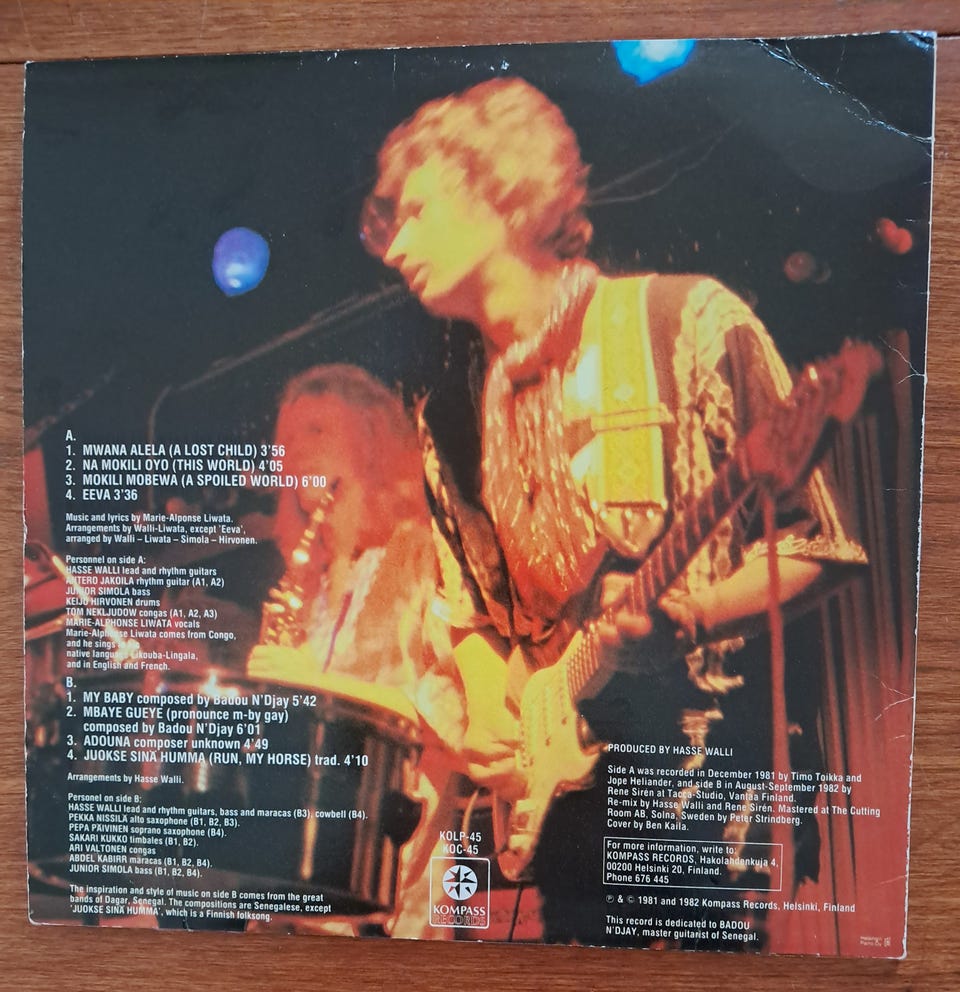 A.
1. MWANA ALELA (A LOST CHILD) 3'56
2. NA MOKILI OYO (THIS WORLD) 4'05
3. MOKILI MOBEWA (A SPOILED WORLD) 6'00
4. EEVA 3'36
Music and lyrics by Marie-Alponse Liwata.
Arrangements by Walli-Liwata, except 'Eeva',
arranged by Walli – Liwata – Simola – Hirvonen.
Personnel on side A:
HASSE WALLI lead and rhythm guitars
ANTERO JAKOILA rhythm guitar (A1, A2)
JUNIOR SIMOLA bass
KEIJO HIRVONEN drums
TOM NEKLJUDOW congas (A1, A2, A3)
MARIE-ALPHONSE LIWATA vocals
Marie-Alphonse Liwata comes from Congo,
and he sings in
native language Likouba-Lingala,
and in English and French.
B.
1. MY BABY composed by Badou N'Djay 5'42
2. MBAYE GUEYE (pronounce m-by gay)
composed by Badou N'Djay 6'01
3. ADOUNA composer unknown 4'49
4. JUOKSE SINÄ HUMMA (RUN, MY HORSE) trad. 4'10
Arrangements by Hasse Walli.
Personel on side B:
HASSE WALLI lead and rhythm guitars, bass and maracas (B3), cowbell (B4).
PEKKA NISSILÄ alto saxophone (B1, B2, B3).
PEPA PÄIVINEN soprano saxophone (B4).
SAKARI KUKKO timbales (B1, B2).
ARI VALTONEN congas
ABDEL KABIRR maracas (B1, B2, B4).
JUNIOR SIMOLA bass (B1, B2, B4).
The inspiration and style of music on side B comes from the great
bands of Dagar, Senegal. The compositions are Senegalese, except
'JUOKSE SINÄ HUMMA', which is a Finnish folksong.
KOLP-45
KOC-45
KOMPASS
RECORDS
PRODUCED BY HASSE WALLI
Side A was recorded in December 1981 by Timo Toikka and
Jope Heliander, and side B in August-September 1982 by
Rene Sirén at Tacca-Studio, Vantaa Finland.
Re-mix by Hasse Walli and Rene Sirén. Mastered at The Cutting
Room AB, Solna, Sweden by Peter Strindberg.
Cover by Ben Kaila.
For more information, write to:
KOMPASS RECORDS, Hakolahdenkuja 4,
00200 Helsinki 20, Finland.
Phone 676 445
℗ & © 1981 and 1982 Kompass Records, Helsinki, Finland
This record is dedicated to BADOU
N'DJAY, master guitarist of Senegal.